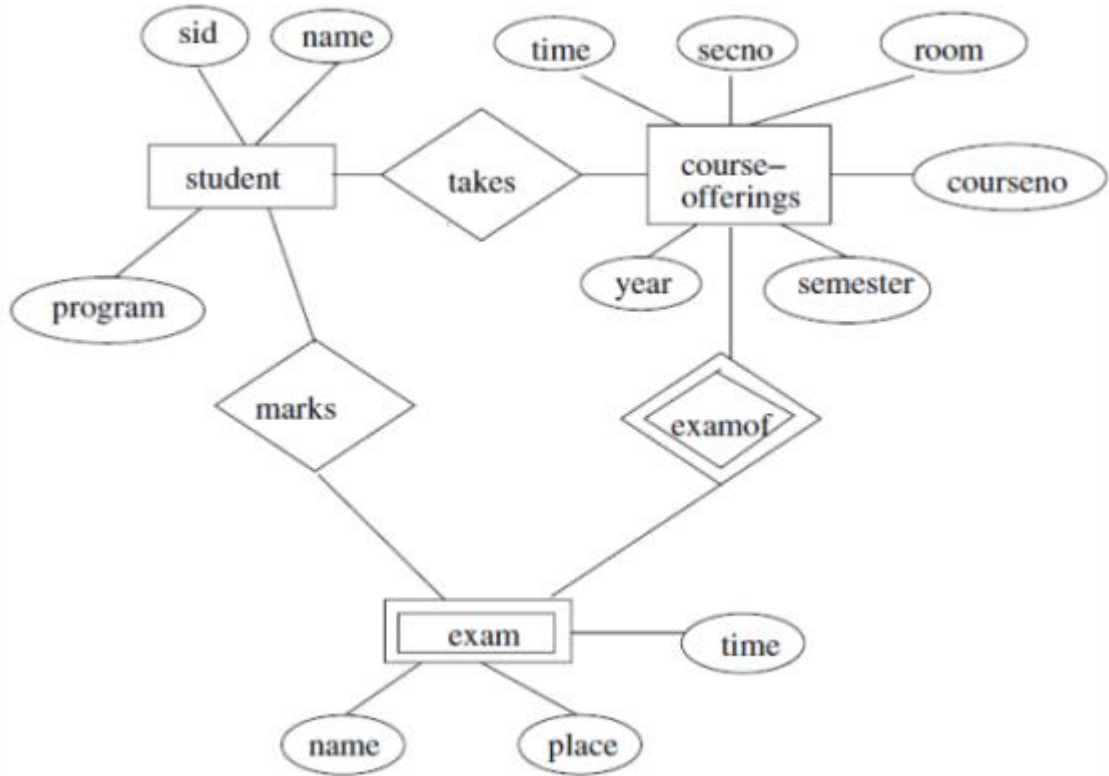 sid
name
time
secno
room
student
takes
course-
offerings
courseno
program
year
semester
marks
examof
exam
time
name
place